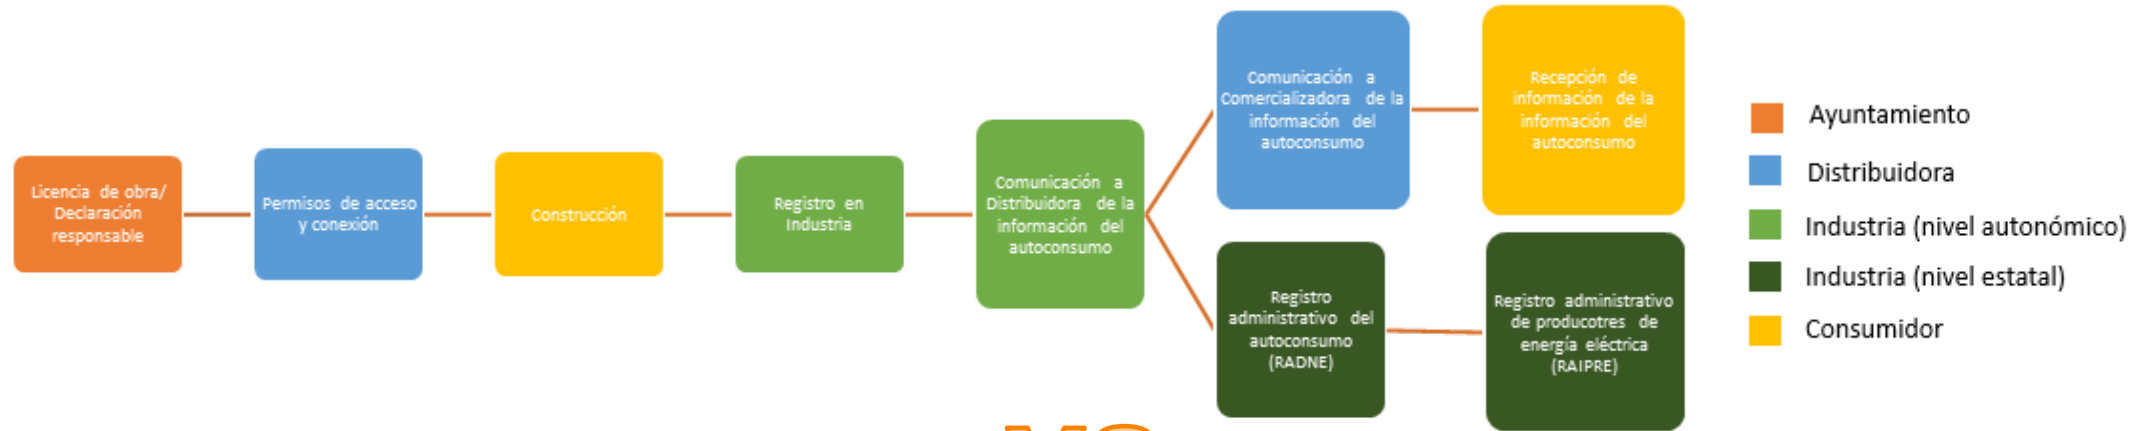 Licencia de obra/
Declaración
responsable
Permisos de acceso
y conexión
Construcción
Registro en
Industria
Comunicación a
Distribuidora de la
información del
autoconsumo
Comunicación a
Comercializadora de la
información del
autoconsumo
Recepción de
información de la
información del
autoconsumo
Registro
administrativo del
autoconsumo
(RADNE)
Registro administrativo
de producotres de
energía eléctrica
(RAIPRE)
Ayuntamiento
Distribuidora
Industria (nivel autonómico)
Industria (nivel estatal)
Consumidor